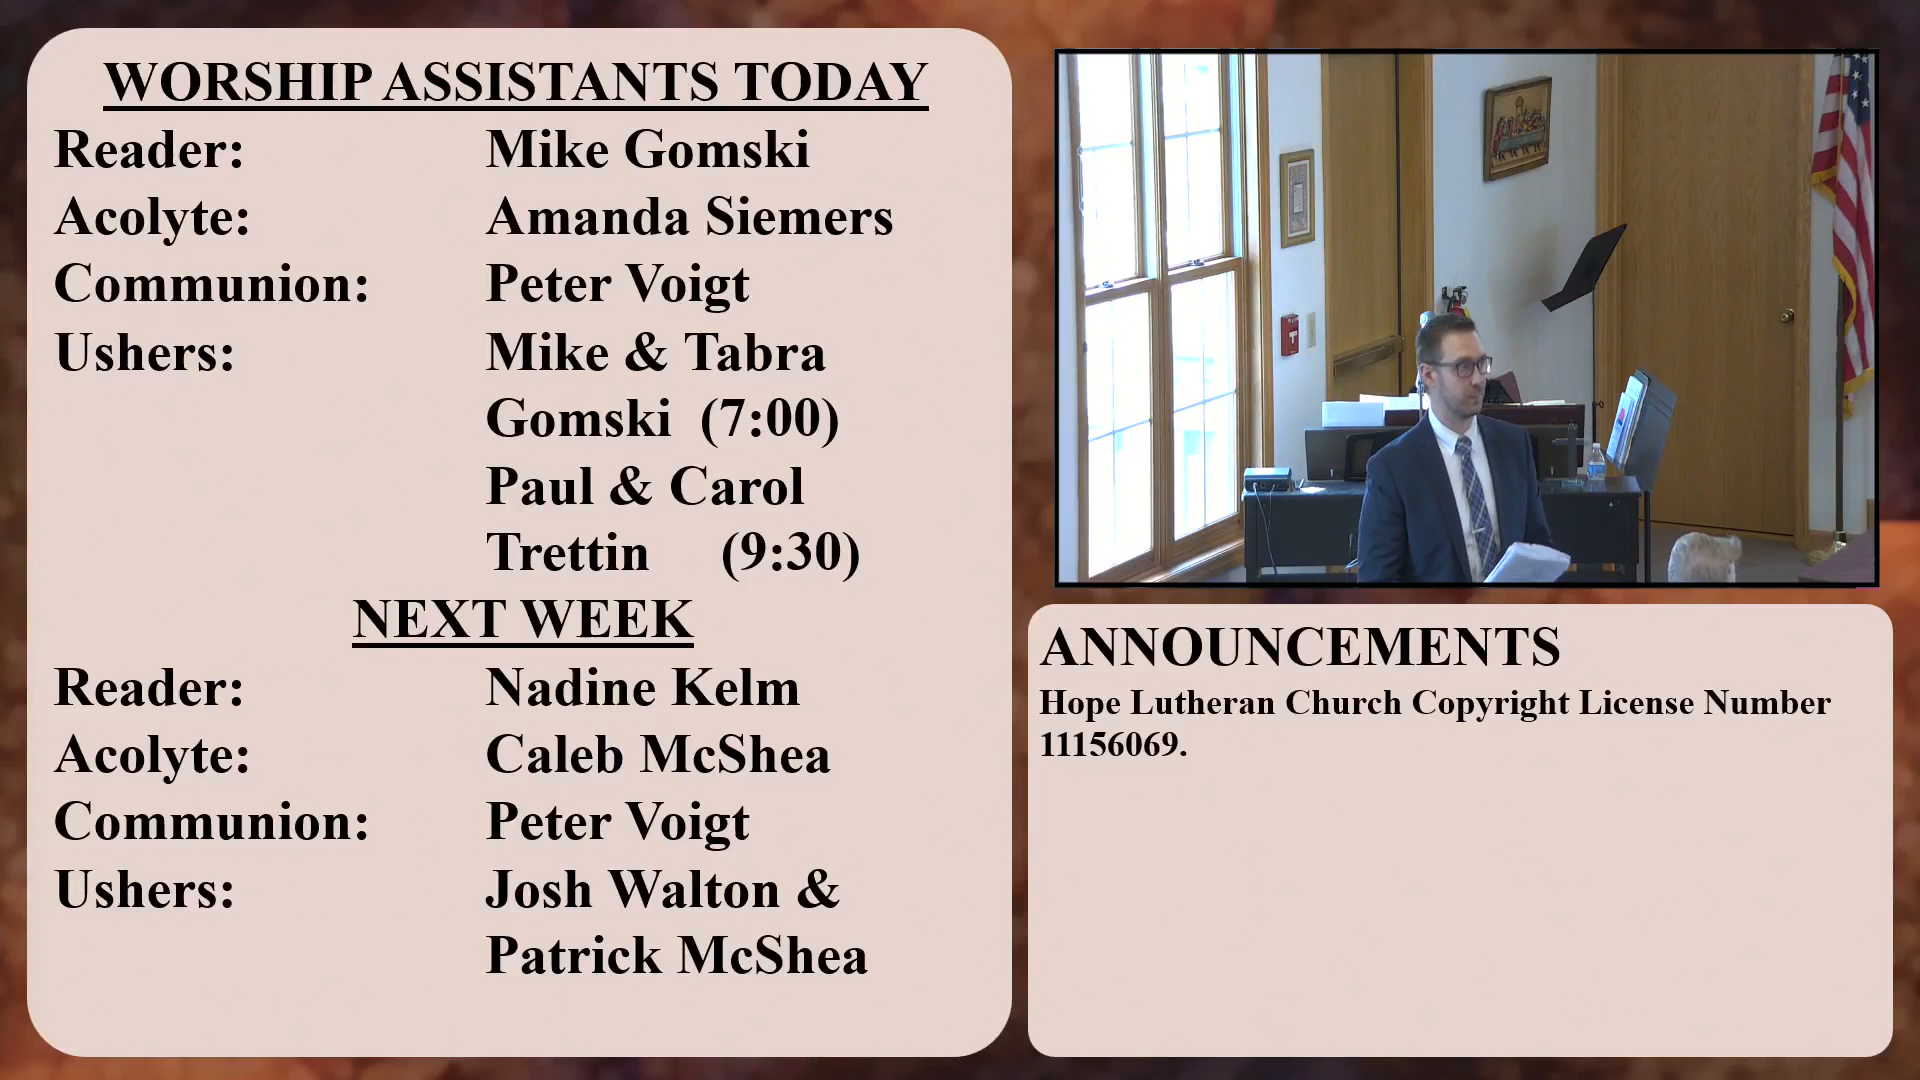 WORSHIP ASSISTANTS TODAY
Reader: Mike Gomski
Acolyte: Amanda Siemers
Communion: Peter Voigt
Ushers: Mike & Tabra
Gomski (7:00)
Paul & Carol
Trettin (9:30)
NEXT WEEK
Reader: Nadine Kelm
Acolyte: Caleb McShea
Communion: Peter Voigt
Ushers: Josh Walton &
Patrick McShea
ANNOUNCEMENTS
Hope Lutheran Church Copyright License Number
11156069.